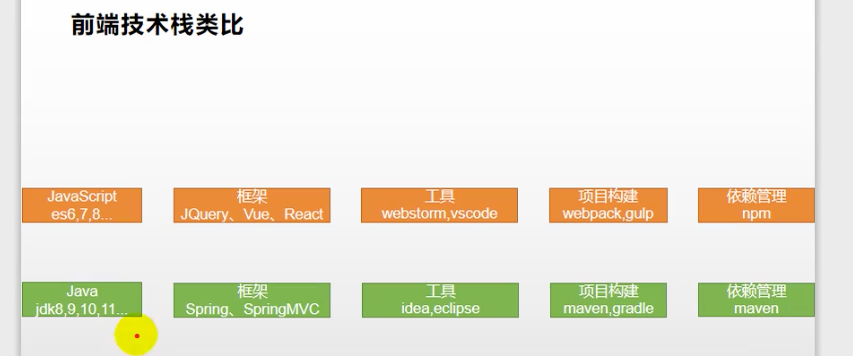 前端技术栈类比
JavaScript
es6,7,8...
框架
JQuery、Vue、React
工具
webstorm,vscode
项目构建
webpack,gulp
依赖管理
npm
Java
jdk8,9,10,11...
框架
Spring、SpringMVC
工具
idea,eclipse
项目构建
maven,gradle
依赖管理
maven